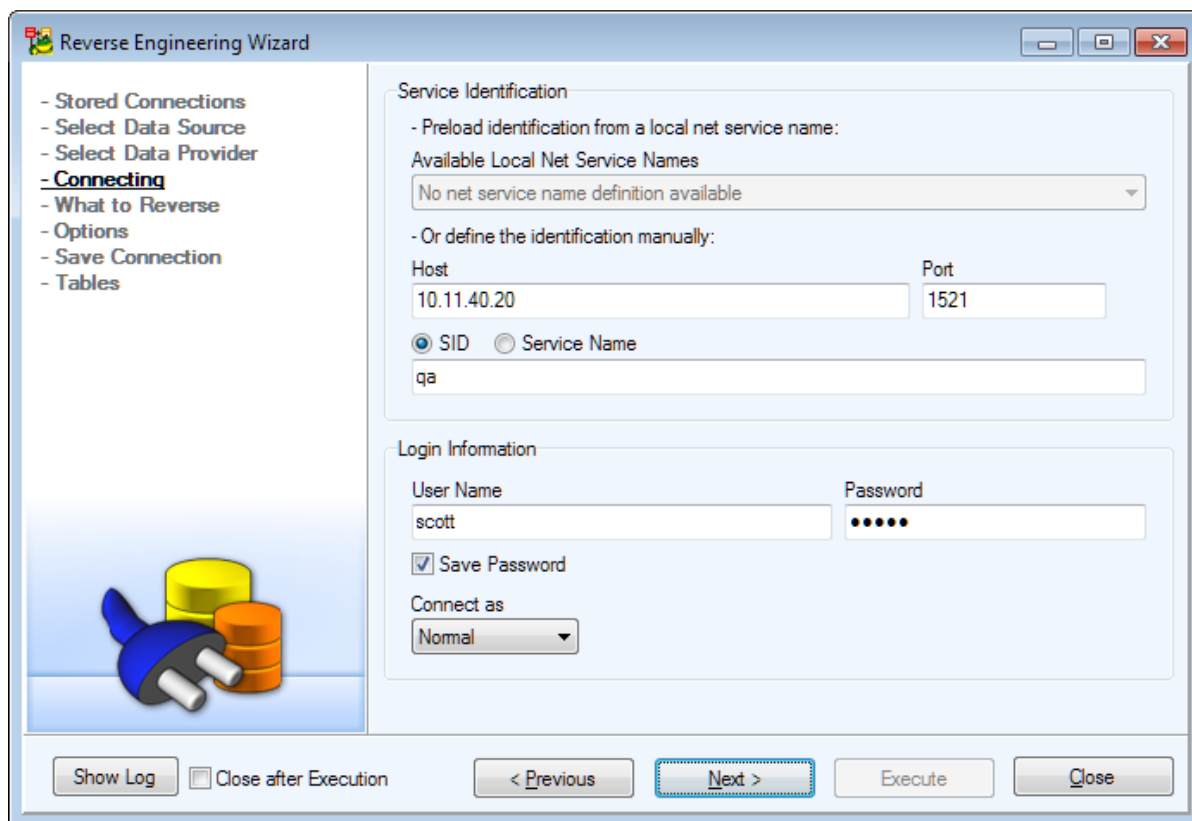 Reverse Engineering Wizard
- Stored Connections
- Select Data Source
- Select Data Provider
- Connecting
- What to Reverse
- Options
- Save Connection
- Tables
Service Identification
- Preload identification from a local net service name:
Available Local Net Service Names
No net service name definition available
- Or define the identification manually:
Host Port
10.11.40.20 1521
SID Service Name
qa
Login Information
User Name Password
scott •••••
Save Password
Connect as
Normal
Show Log Close after Execution < Previous Next > Execute Close